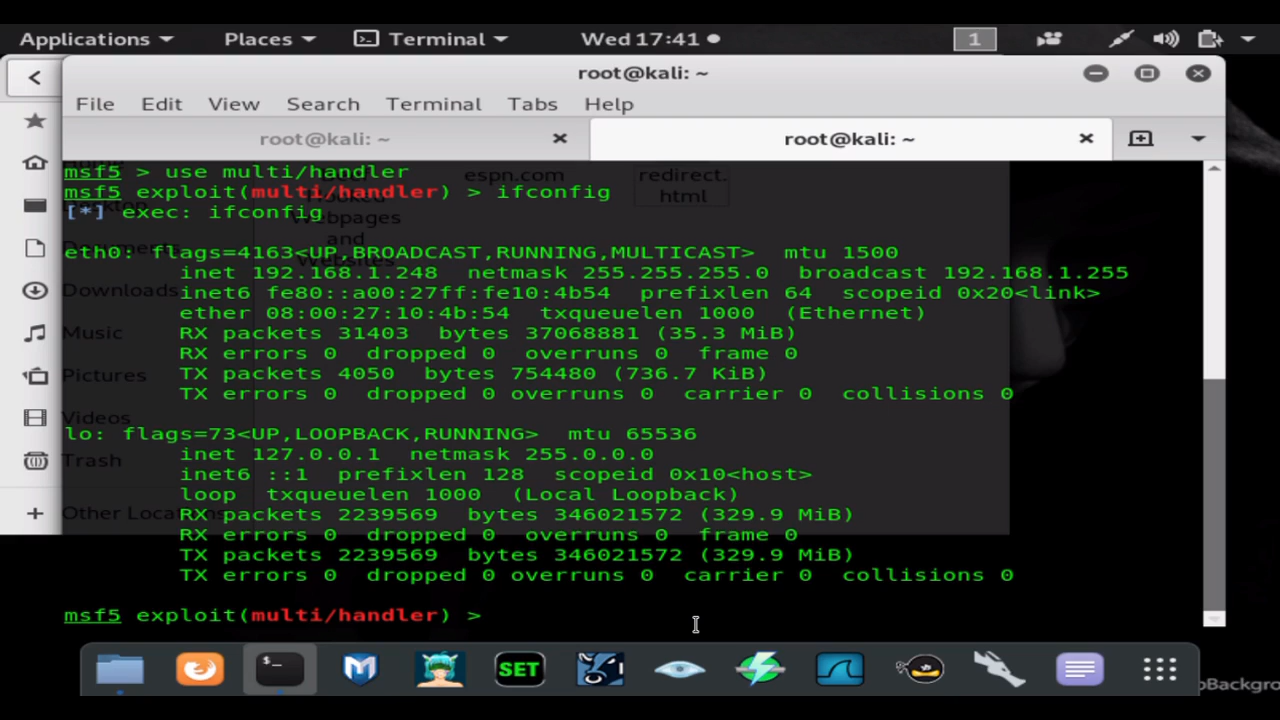 Applications Places Terminal Wed 17:41 1
root@kali: ~
File Edit View Search Terminal Tabs Help
root@kali: ~ root@kali: ~
msf5 > use multi/handler
espn.com redirect.
msf5 exploit(multi/handler) > ifconfig
html
[*] exec: ifconfig
Webpages
and
eth0: flags=4163<UP,BROADCAST,RUNNING,MULTICAST> mtu 1500
inet 192.168.1.248 netmask 255.255.255.0 broadcast 192.168.1.255
Downloads
inet6 fe80::a00:27ff:fe10:4b54 prefixlen 64 scopeid 0x20<link>
ether 08:00:27:10:4b:54 txqueuelen 1000 (Ethernet)
Music
RX packets 31403 bytes 37068881 (35.3 MiB)
RX errors 0 dropped 0 overruns 0 frame 0
Pictures
TX packets 4050 bytes 754480 (736.7 KiB)
TX errors 0 dropped 0 overruns 0 carrier 0 collisions 0
Videos
lo: flags=73<UP,LOOPBACK,RUNNING> mtu 65536
inet 127.0.0.1 netmask 255.0.0.0
Trash
inet6 ::1 prefixlen 128 scopeid 0x10<host>
loop txqueuelen 1000 (Local Loopback)
Other
RX packets 2239569 bytes 346021572 (329.9 MiB)
RX errors 0 dropped 0 overruns 0 frame 0
TX packets 2239569 bytes 346021572 (329.9 MiB)
TX errors 0 dropped 0 overruns 0 carrier 0 collisions 0
msf5 exploit(multi/handler) >
$_
SET